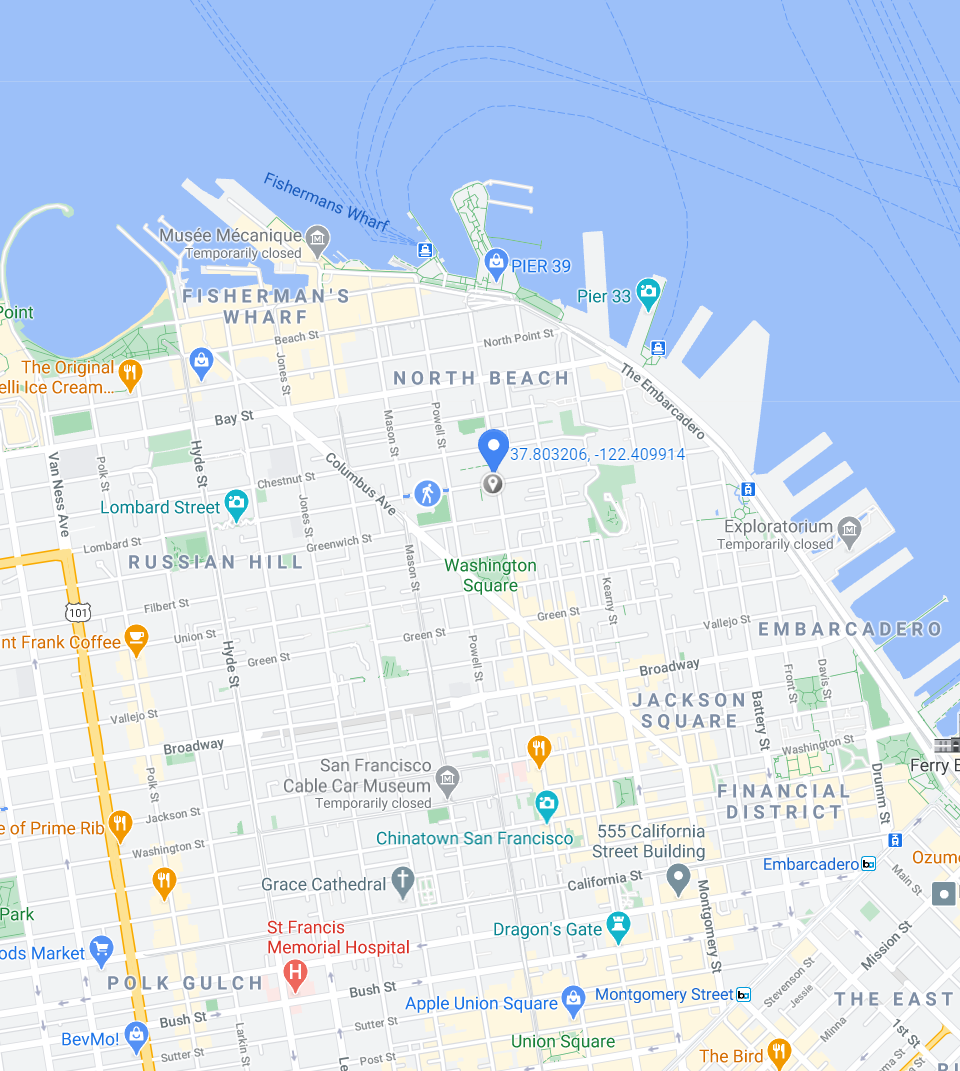 Fishermans Wharf
Musée Mécanique
Temporarily closed
PIER 39
Pier 33
Point
FISHERMAN'S
WHARF
Beach St
North Point St
The Original
elli Ice Cream...
Jones St
NORTH BEACH
The Embarcadero
Bay St
Mason St
Powell St
37.803206, -122.409914
Van Ness Ave
Polk St
Hyde St
Columbus Ave
Chestnut St
Lombard Street
Jones St
Exploratorium
Temporarily closed
Lombard St
Greenwich St
RUSSIAN HILL
Mason St
Washington
Square
Kearny St
101
Filbert St
Green St
Vallejo St
EMBARCADERO
nt Frank Coffee
Union St
Green St
Hyde St
Green St
Powell St
Broadway
Front St
Davis St
JACKSON
SQUARE
Battery St
Vallejo St
Broadway
Washington St
Ferry B
San Francisco
Cable Car Museum
Temporarily closed
Polk St
Drumm St
FINANCIAL
DISTRICT
Jackson St
e of Prime Rib
Chinatown San Francisco
555 California
Street Building
Washington St
Embarcadero
Ozumo
Grace Cathedral
California St
Main St
Park
St Francis
Memorial Hospital
Dragon's Gate
Montgomery St
Mission St
ods Market
H
POLK GULCH
Bush St
Apple Union Square
Montgomery Street
Stevenson St
Jessie
THE EAST
Bush St
Sutter St
Minna
1st St
BevMo!
Larkin St
Union Square
Sutter St
Post St
Le
The Bird